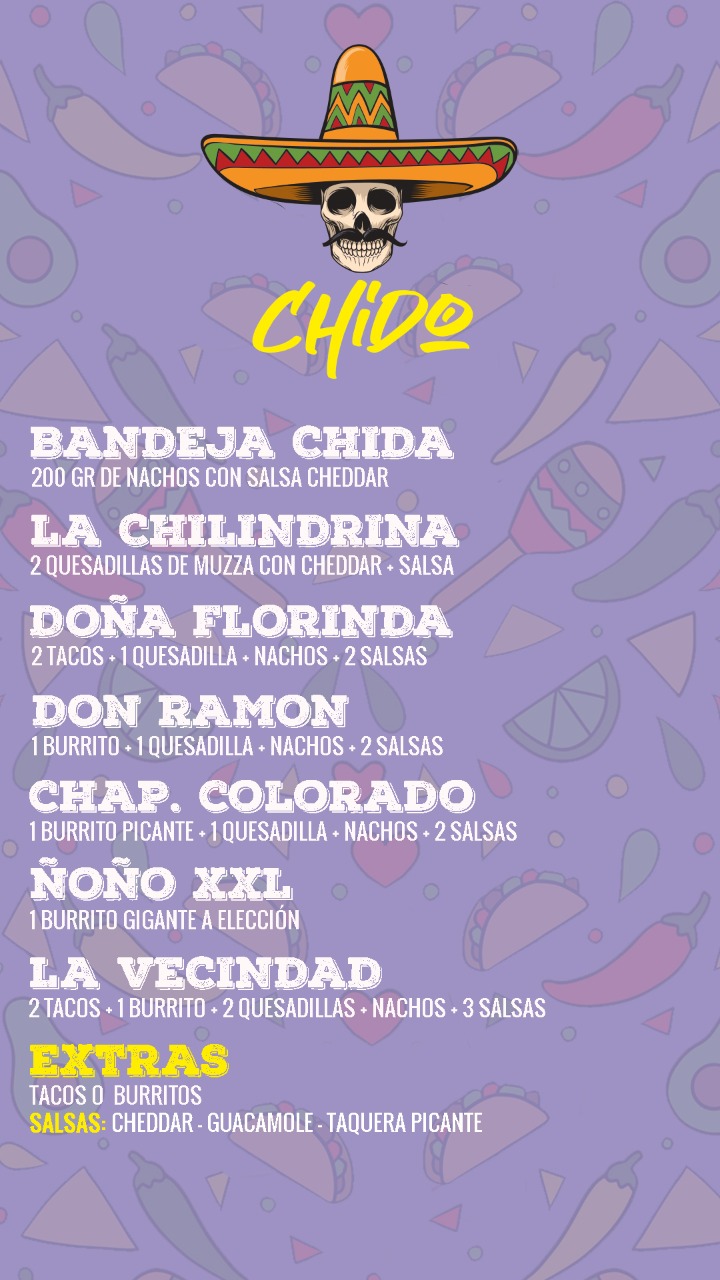 CHiDO
BANDEJA CHIDA
200 GR DE NACHOS CON SALSA CHEDDAR
LA CHILINDRINA
2 QUESADILLAS DE MUZZA CON CHEDDAR + SALSA
DOÑA FLORINDA
2 TACOS + 1 QUESADILLA + NACHOS + 2 SALSAS
DON RAMON
1 BURRITO + 1 QUESADILLA + NACHOS + 2 SALSAS
CHAP. COLORADO
1 BURRITO PICANTE + 1 QUESADILLA + NACHOS + 2 SALSAS
ÑOÑO XXL
1 BURRITO GIGANTE A ELECCIÓN
LA VECINDAD
2 TACOS + 1 BURRITO + 2 QUESADILLAS + NACHOS + 3 SALSAS
EXTRAS
TACOS O BURRITOS
SALSAS: CHEDDAR - GUACAMOLE - TAQUERA PICANTE